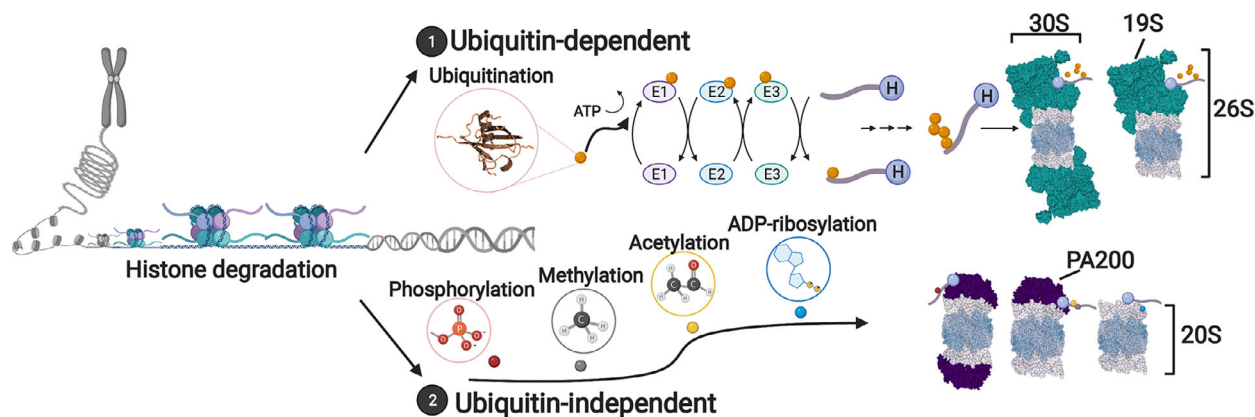 1 Ubiquitin-dependent
Ubiquitination
ATP
E1 E2 E3
E1 E2 E3
H
H
H
30S
19S
26S
Histone degradation
Phosphorylation
Methylation
Acetylation
ADP-ribosylation
O
O P O-
O-
H
H C H
H
H O
H C C
H H
2 Ubiquitin-independent
PA200
20S